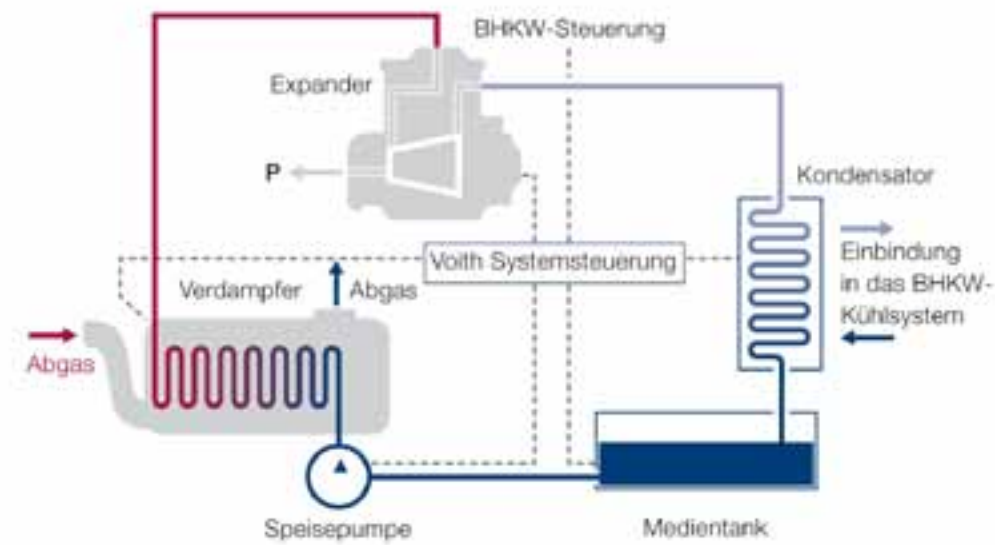 BHKW-Steuerung
Expander
P
Kondensator
Voith Systemsteuerung
Einbindung
in das BHKW-
Kühlsystem
Verdampfer
Abgas
Abgas
Speisepumpe
Medientank